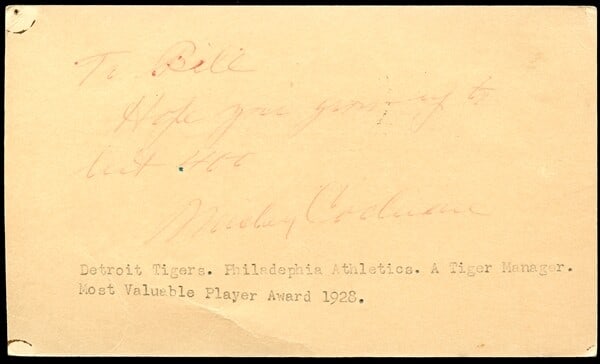 To Bill
Hope you grow up to
hit 400
Mickey Cochrane
Detroit Tigers. Philadephia Athletics. A Tiger Manager.
Most Valuable Player Award 1928.